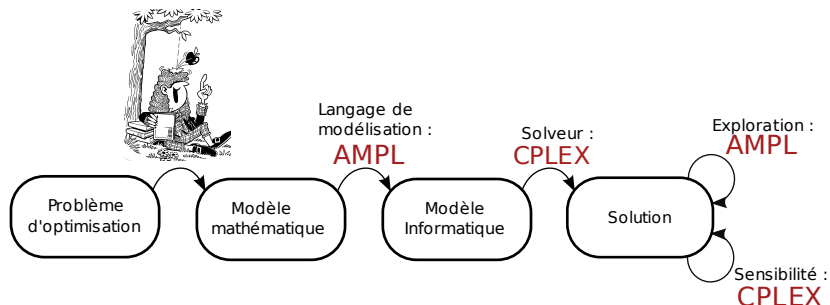 Langage de
modélisation :
AMPL
Solveur :
CPLEX
Exploration :
AMPL
Problème
d'optimisation
Modèle
mathématique
Modèle
Informatique
Solution
Sensibilité :
CPLEX